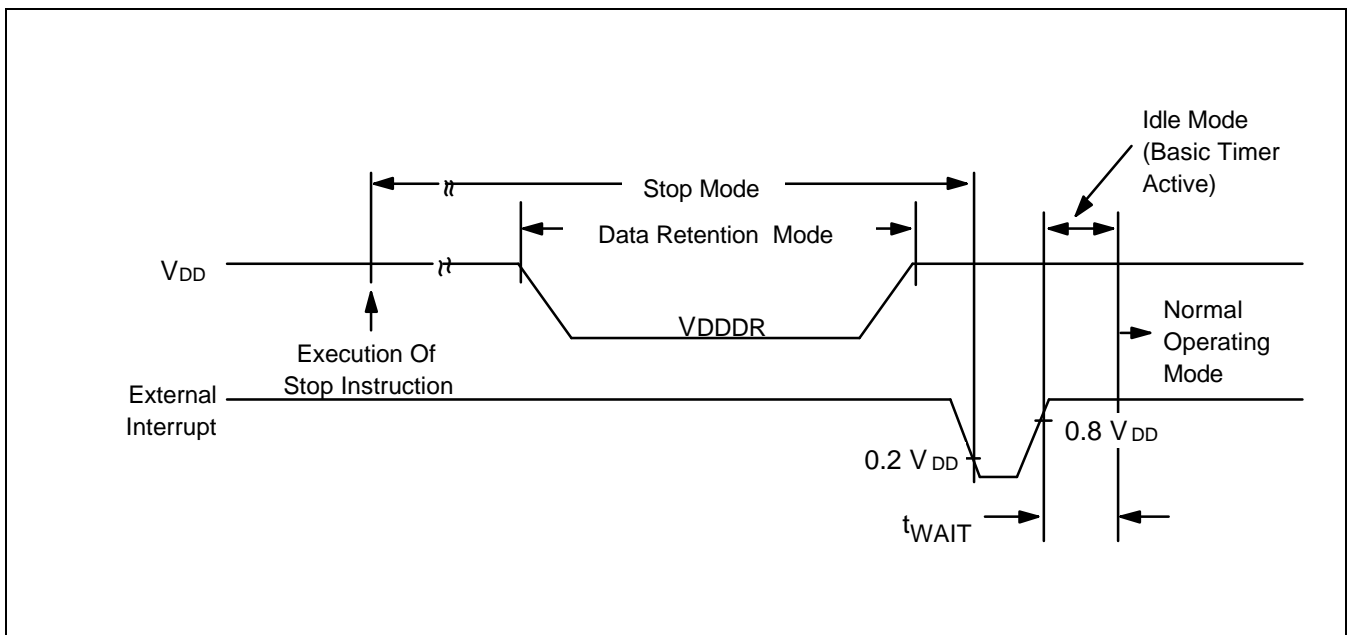 Idle Mode
(Basic Timer
Active)
Stop Mode
Data Retention Mode
VDD
VDDDR
Execution Of
Stop Instruction
Normal
Operating
Mode
External
Interrupt
0.8 VDD
0.2 VDD
tWAIT